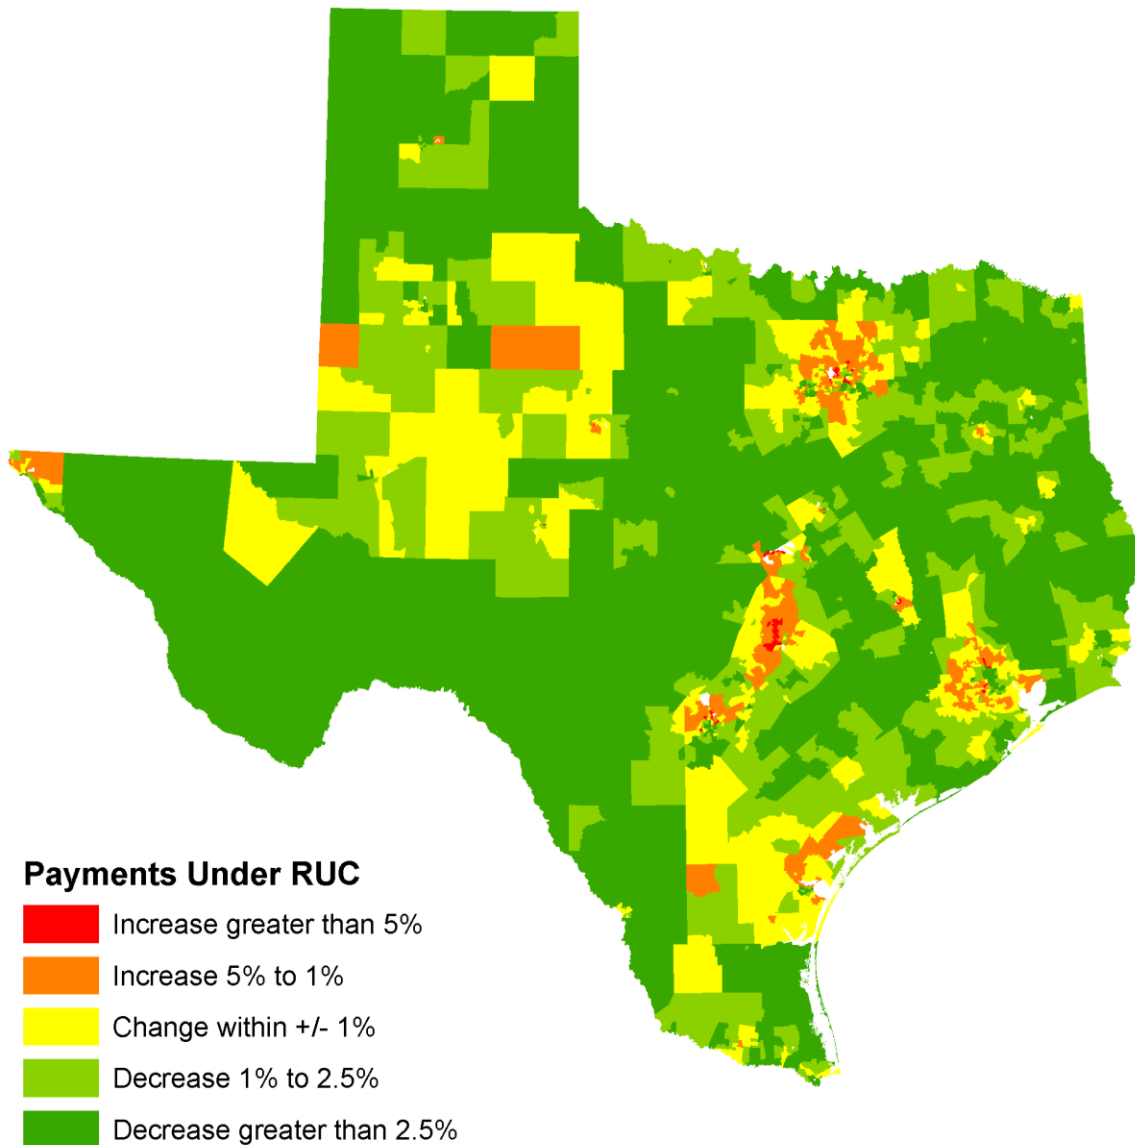 Payments Under RUC
Increase greater than 5%
Increase 5% to 1%
Change within +/- 1%
Decrease 1% to 2.5%
Decrease greater than 2.5%